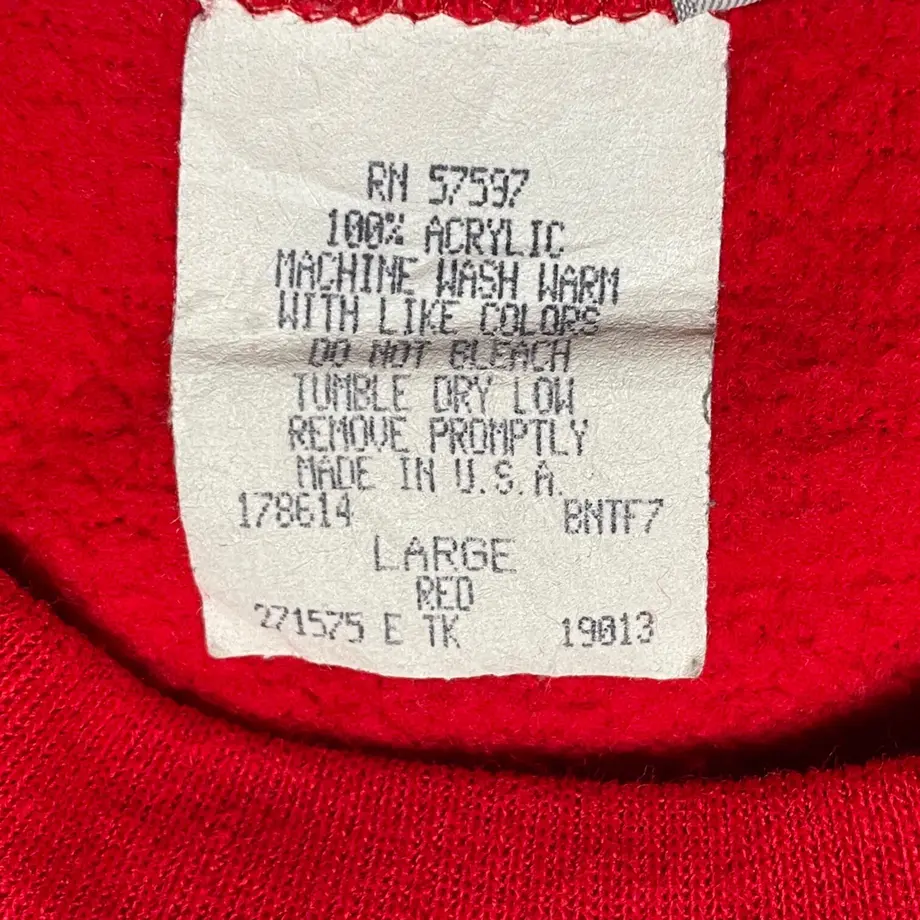 RN 57597
100% ACRYLIC
MACHINE WASH WARM
WITH LIKE COLORS
DO NOT BLEACH
TUMBLE DRY LOW
REMOVE PROMPTLY
MADE IN U.S.A.
178614 BNTF7
LARGE
RED
271575 E TK 19013